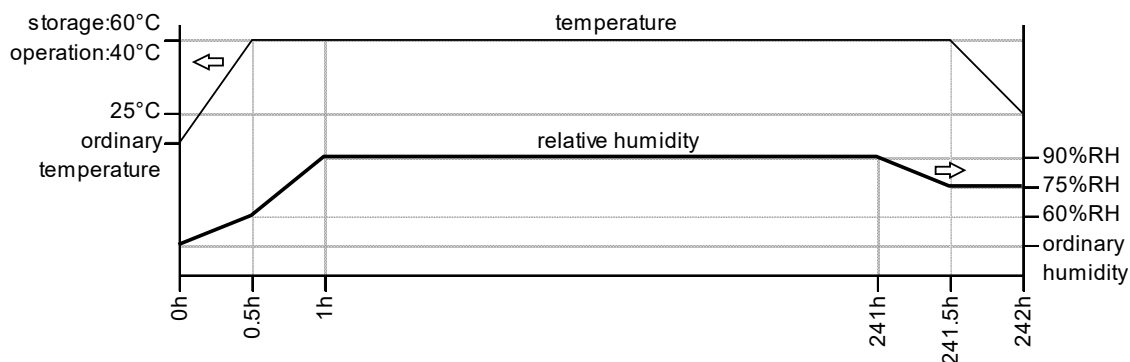 storage:60°C
temperature
operation:40°C
25°C
ordinary
temperature
relative humidity
90%RH
75%RH
60%RH
ordinary
humidity
0h
0.5h
1h
241h
241.5h
242h